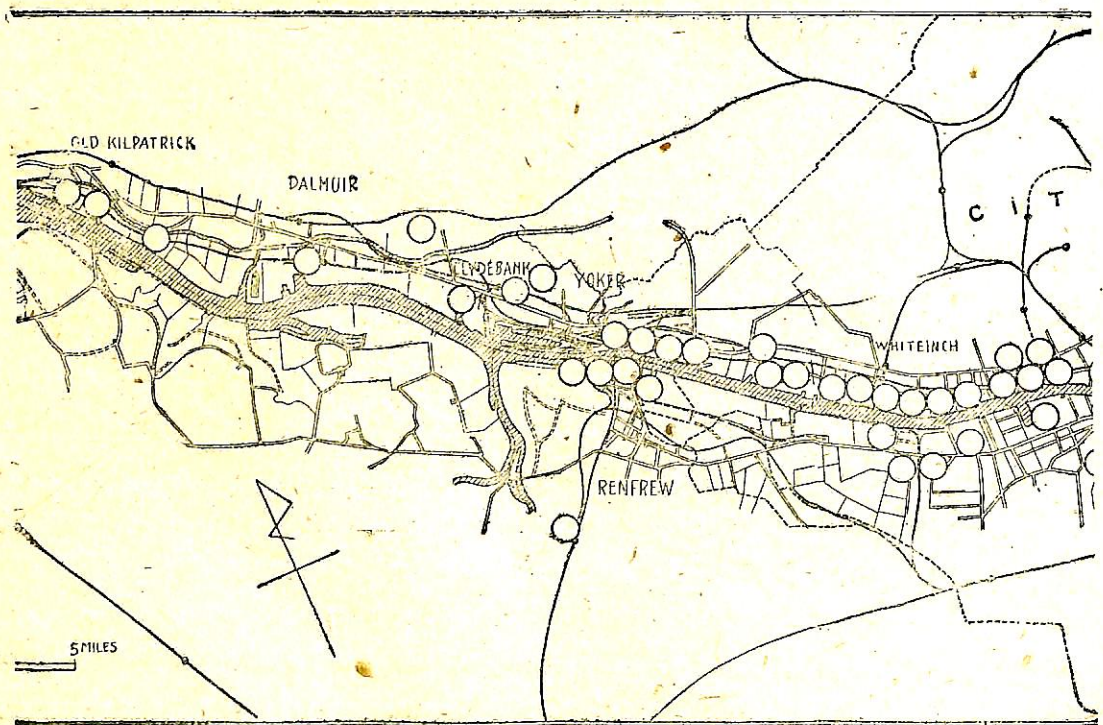 OLD KILPATRICK
DALMUIR
C I T
CLYDEBANK
YOKER
WHITEINCH
RENFREW
5 MILES